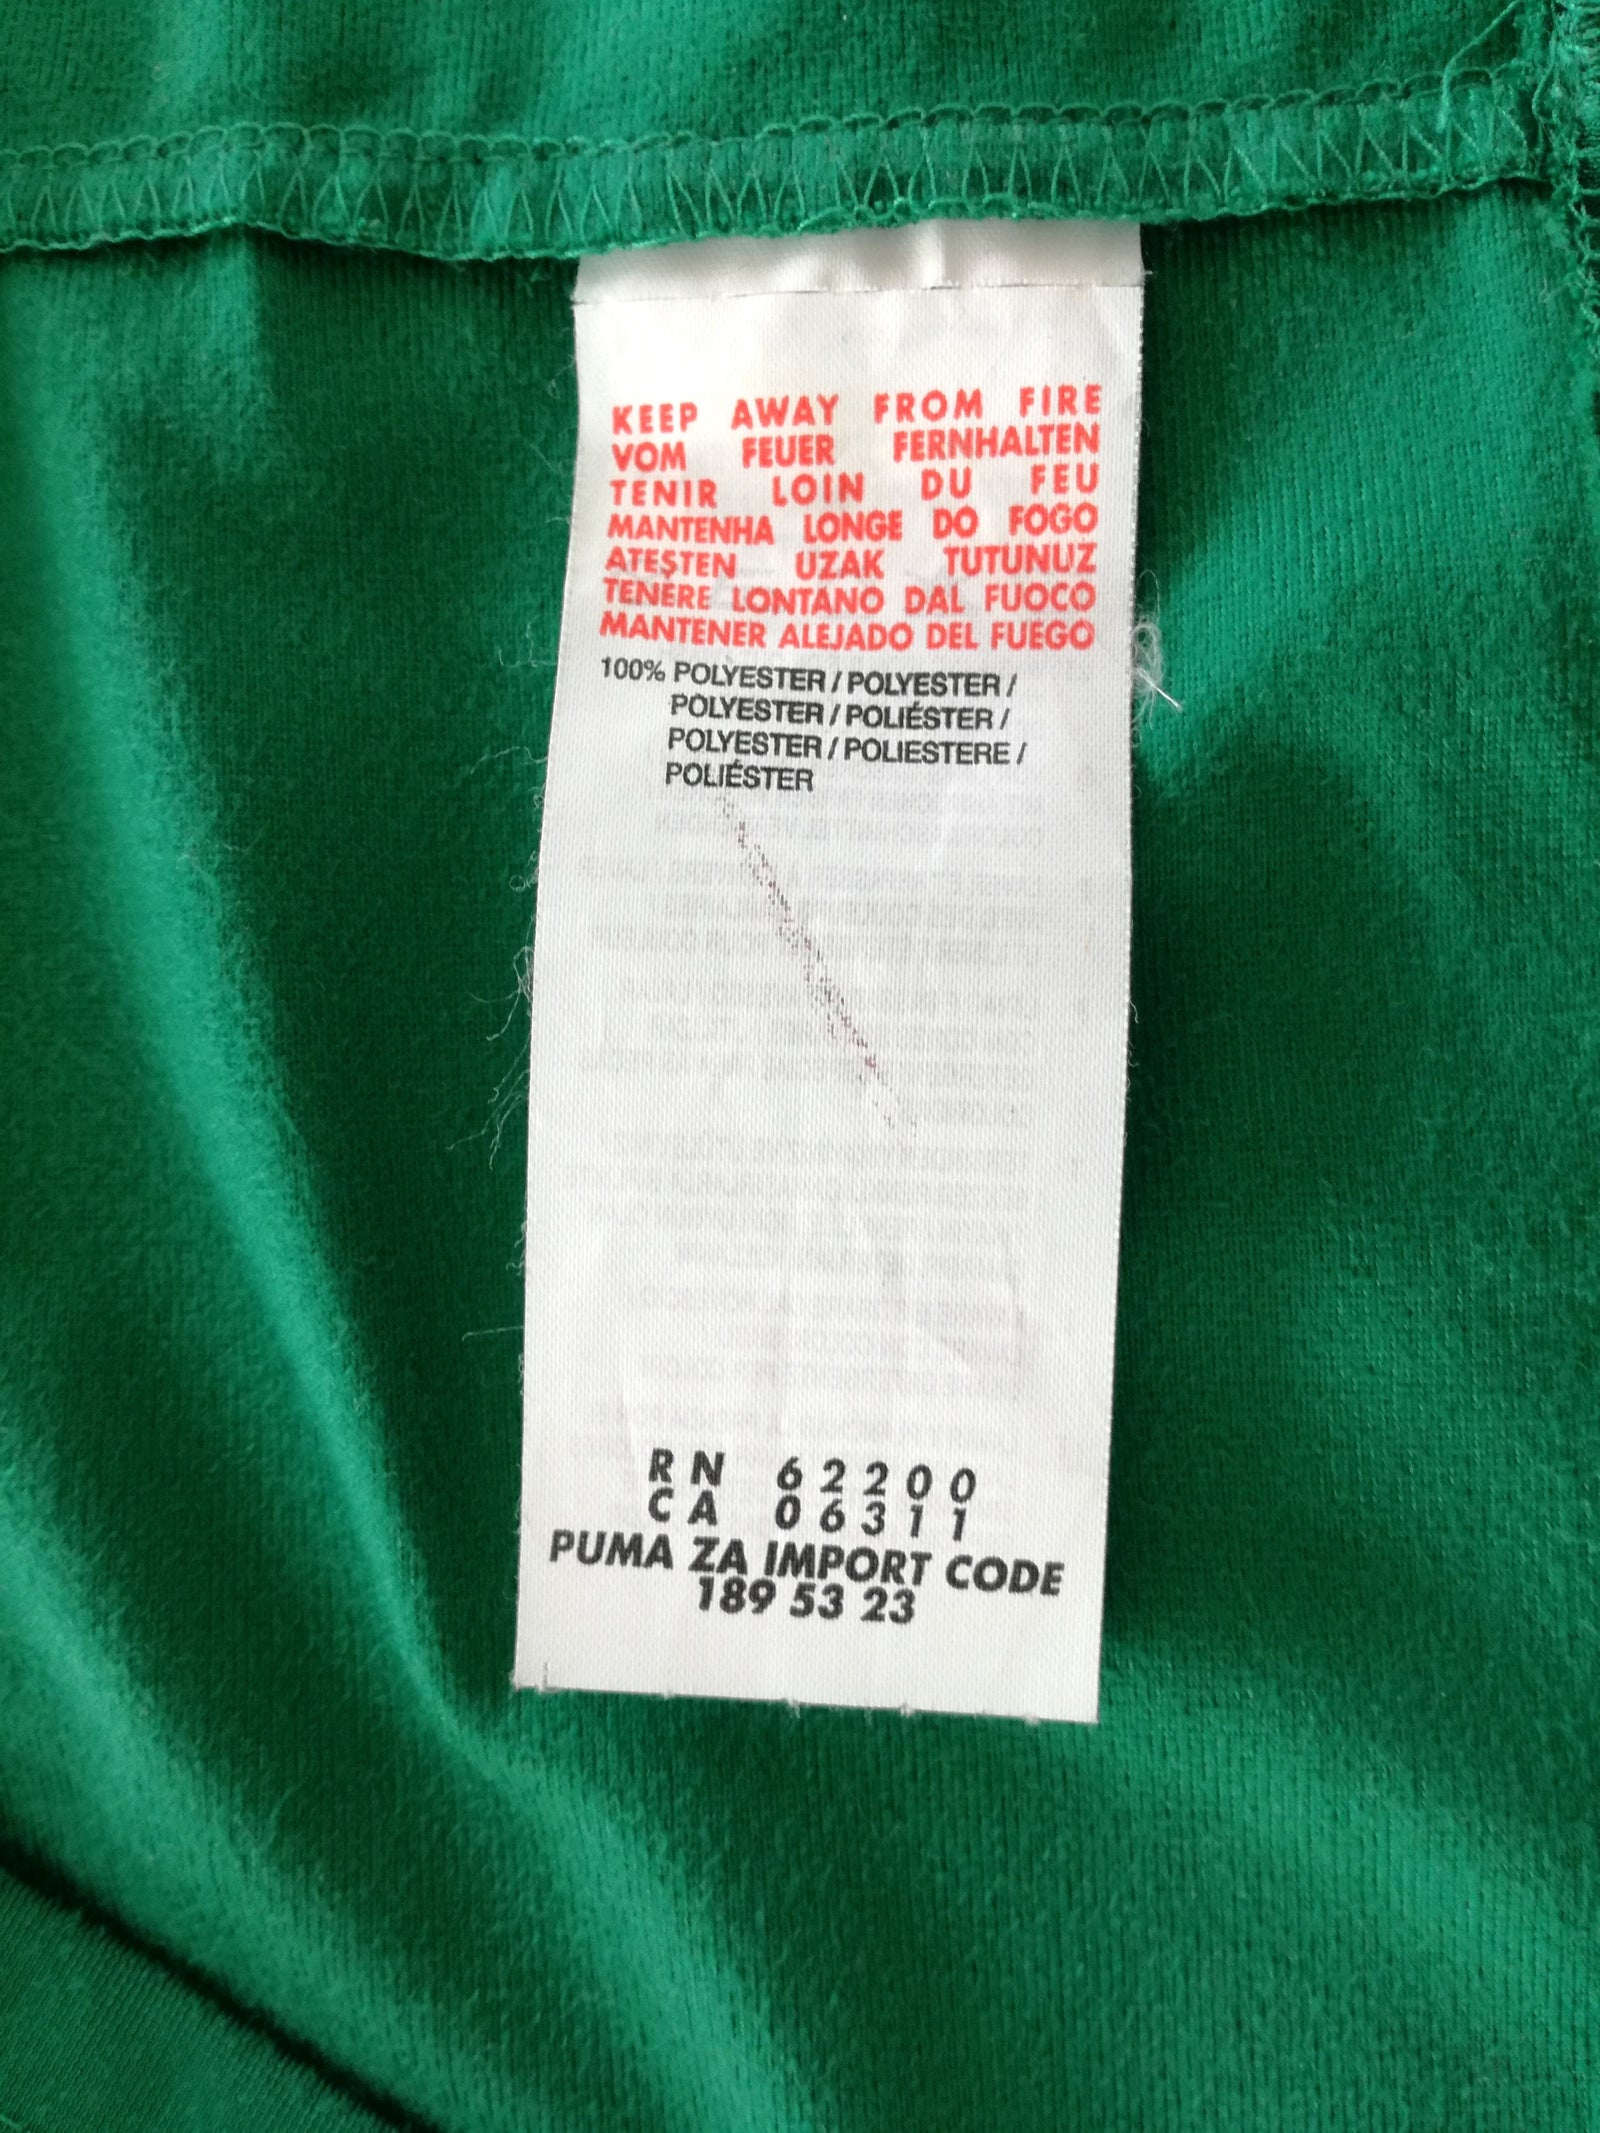 KEEP AWAY FROM FIRE
VOM FEUER FERNHALTEN
TENIR LOIN DU FEU
MANTENHA LONGE DO FOGO
ATEŞTEN UZAK TUTUNUZ
TENERE LONTANO DAL FUOCO
MANTENER ALEJADO DEL FUEGO
100% POLYESTER / POLYESTER /
POLYESTER / POLIÉSTER /
POLYESTER / POLIESTERE /
POLIÉSTER
RN 62200
CA 06311
PUMA ZA IMPORT CODE
189 53 23